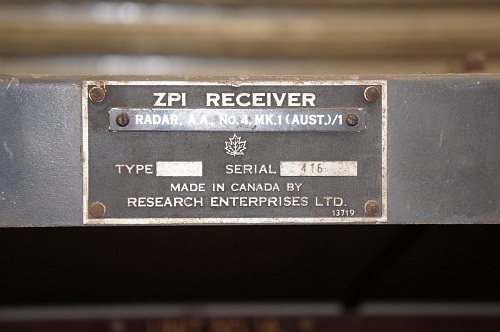 ZPI RECEIVER
RADAR, A.A., No.4, MK.1 (AUST.)/1
TYPE SERIAL 416
MADE IN CANADA BY
RESEARCH ENTERPRISES LTD.
13719